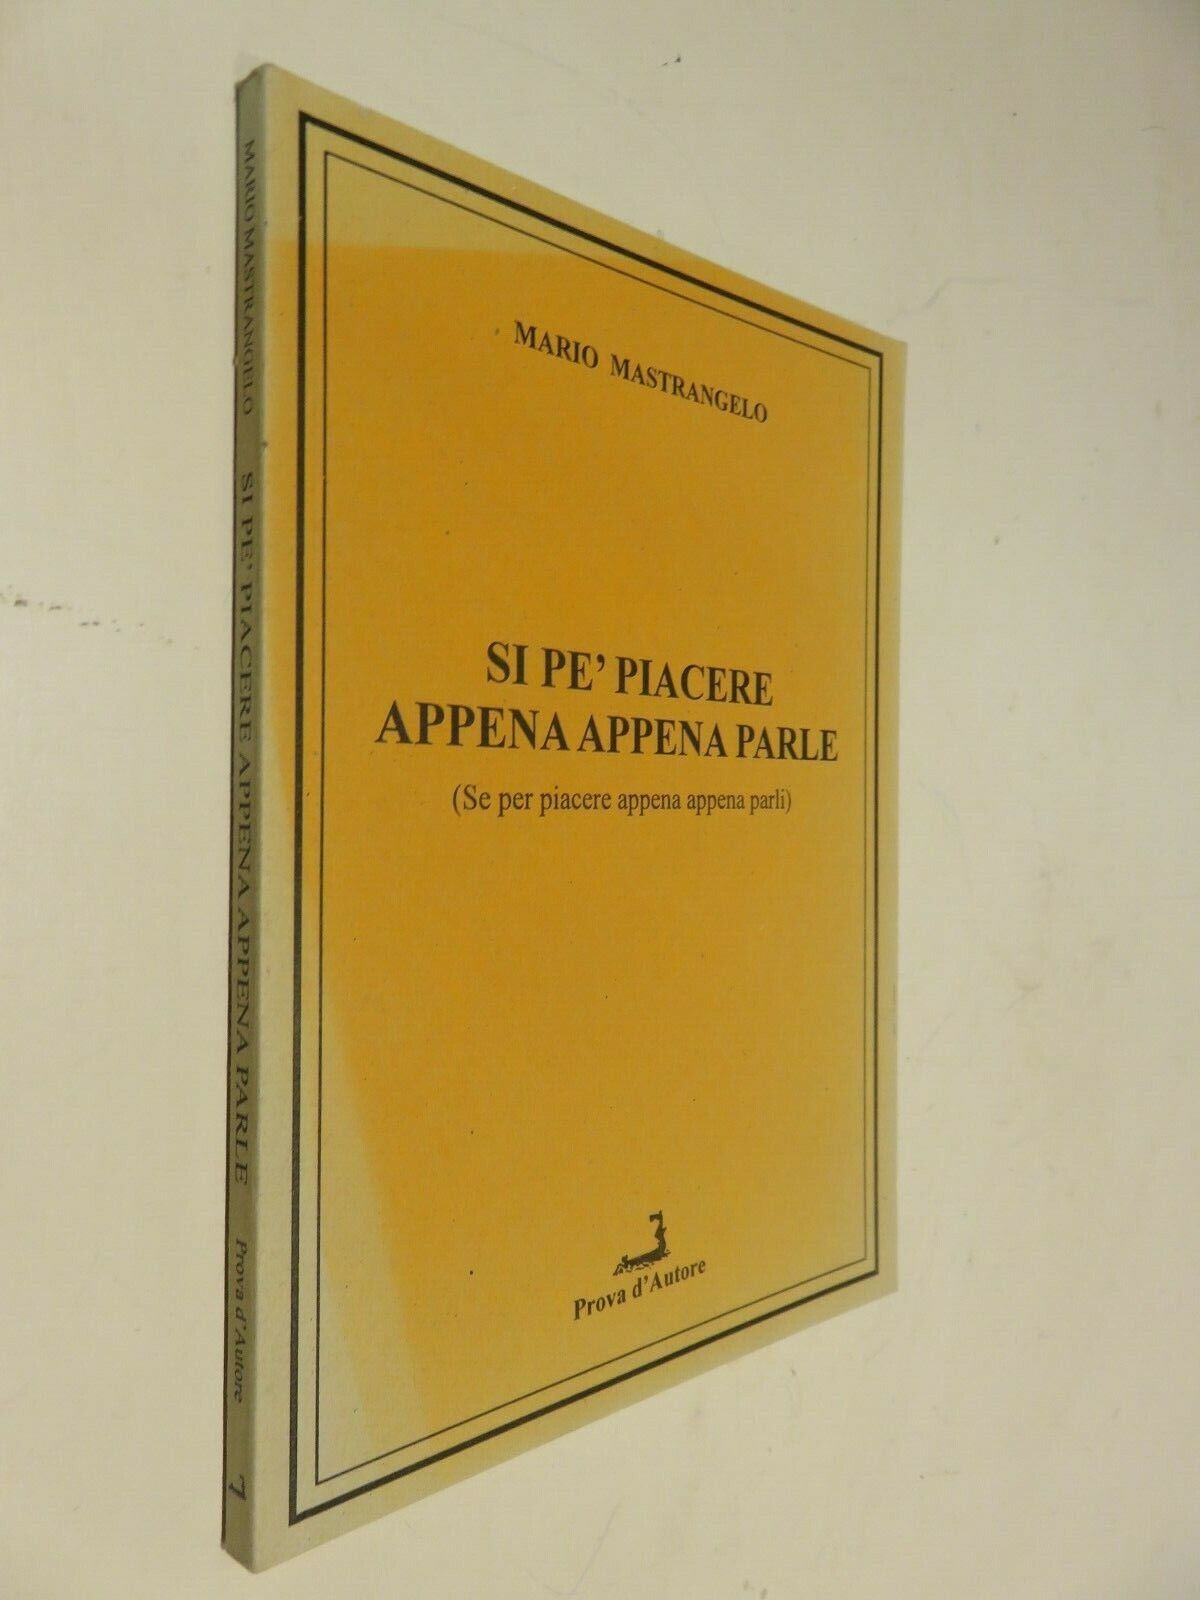 MARIO MASTRANGELO SI PE' PIACERE APPENA APPENA PARLE Prova d'Autore
MARIO MASTRANGELO
SI PE' PIACERE
APPENA APPENA PARLE
(Se per piacere appena appena parli)
Prova d'Autore